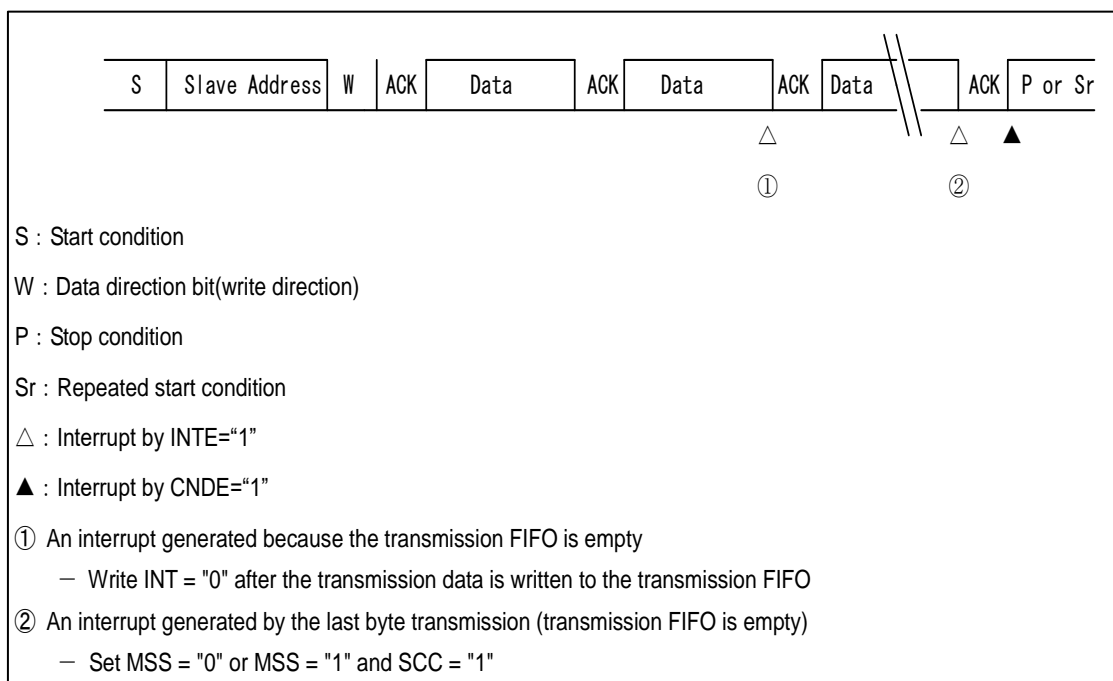 S Slave Address W ACK Data ACK Data ACK Data ACK P or Sr
△ △ ▲
① ②
S : Start condition
W : Data direction bit(write direction)
P : Stop condition
Sr : Repeated start condition
△ : Interrupt by INTE=“1”
▲ : Interrupt by CNDE=“1”
① An interrupt generated because the transmission FIFO is empty
− Write INT = "0" after the transmission data is written to the transmission FIFO
② An interrupt generated by the last byte transmission (transmission FIFO is empty)
− Set MSS = "0" or MSS = "1" and SCC = "1"